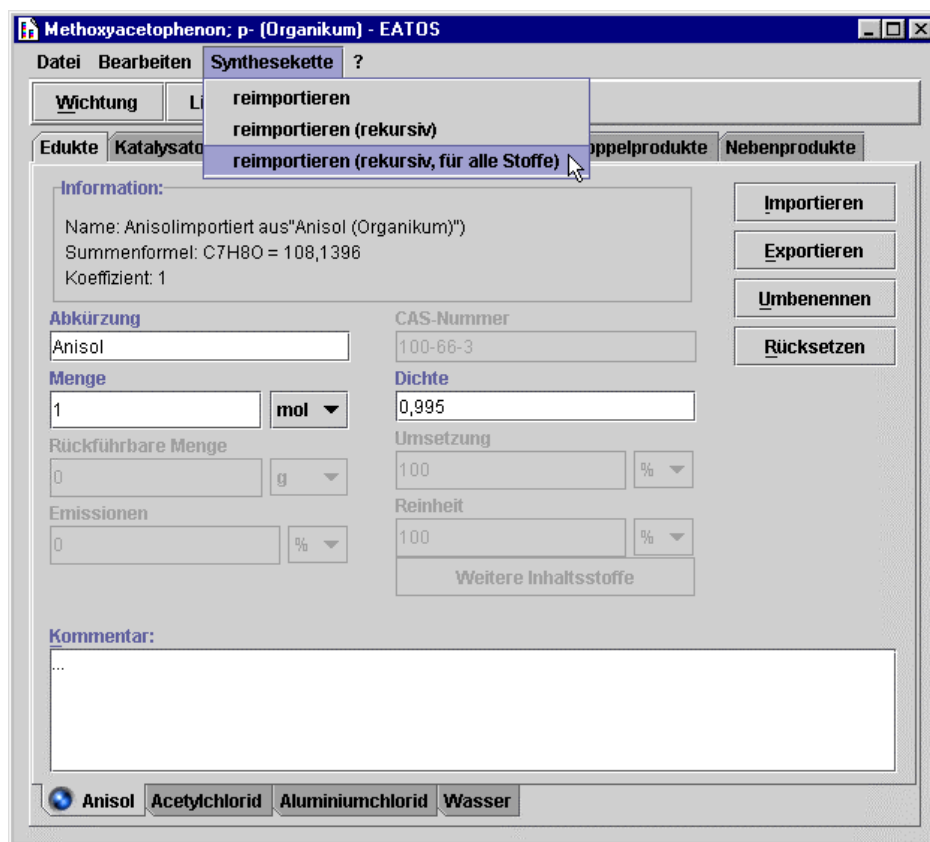 Methoxyacetophenon; p- (Organikum) - EATOS
Datei Bearbeiten Synthesekette ?
Wichtung
reimportieren
reimportieren (rekursiv)
reimportieren (rekursiv, für alle Stoffe)
Edukte Nebenprodukte
Information:
Name: Anisolimportiert aus"Anisol (Organikum)")
Summenformel: C7H8O = 108,1396
Koeffizient: 1
Importieren
Exportieren
Umbenennen
Rücksetzen
Abkürzung CAS-Nummer
Anisol 100-66-3
Menge Dichte
1 mol 0,995
Rückführbare Menge Umsetzung
0 g 100 %
Emissionen Reinheit
0 % 100 %
Weitere Inhaltsstoffe
Kommentar:
...
Anisol Acetylchlorid Aluminiumchlorid Wasser